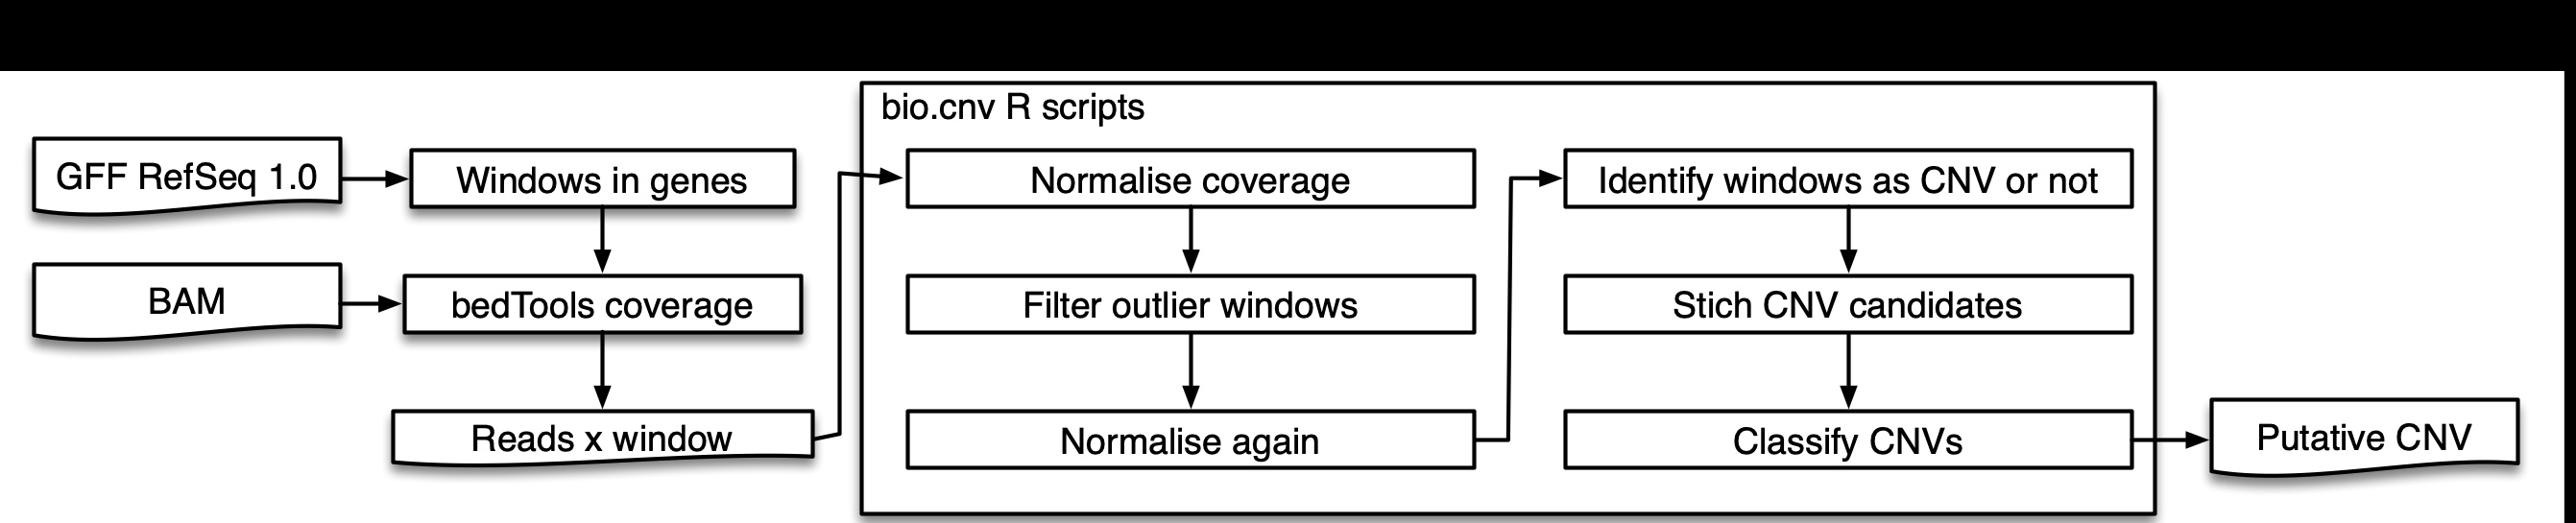 bio.cnv R scripts
GFF RefSeq 1.0
Windows in genes
BAM
bedTools coverage
Reads x window
Normalise coverage
Filter outlier windows
Normalise again
Identify windows as CNV or not
Stich CNV candidates
Classify CNVs
Putative CNV